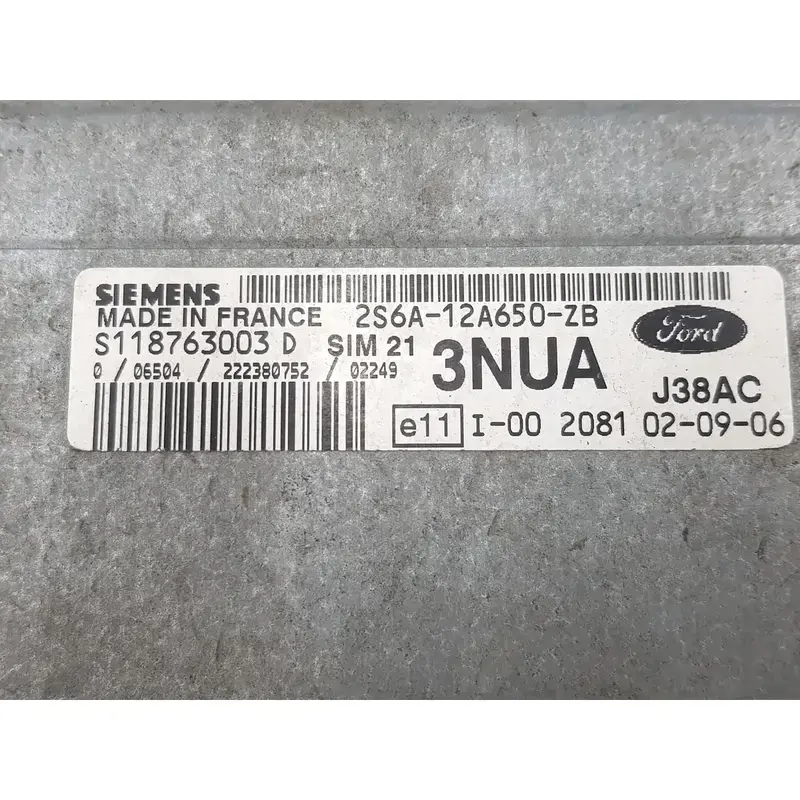 SIEMENS
MADE IN FRANCE 2S6A-12A650-ZB
Ford
S118763003 D SIM 21 3NUA
0 / 06504 / 222380752 / 02249
J38AC
e11 I-00 2081 02-09-06